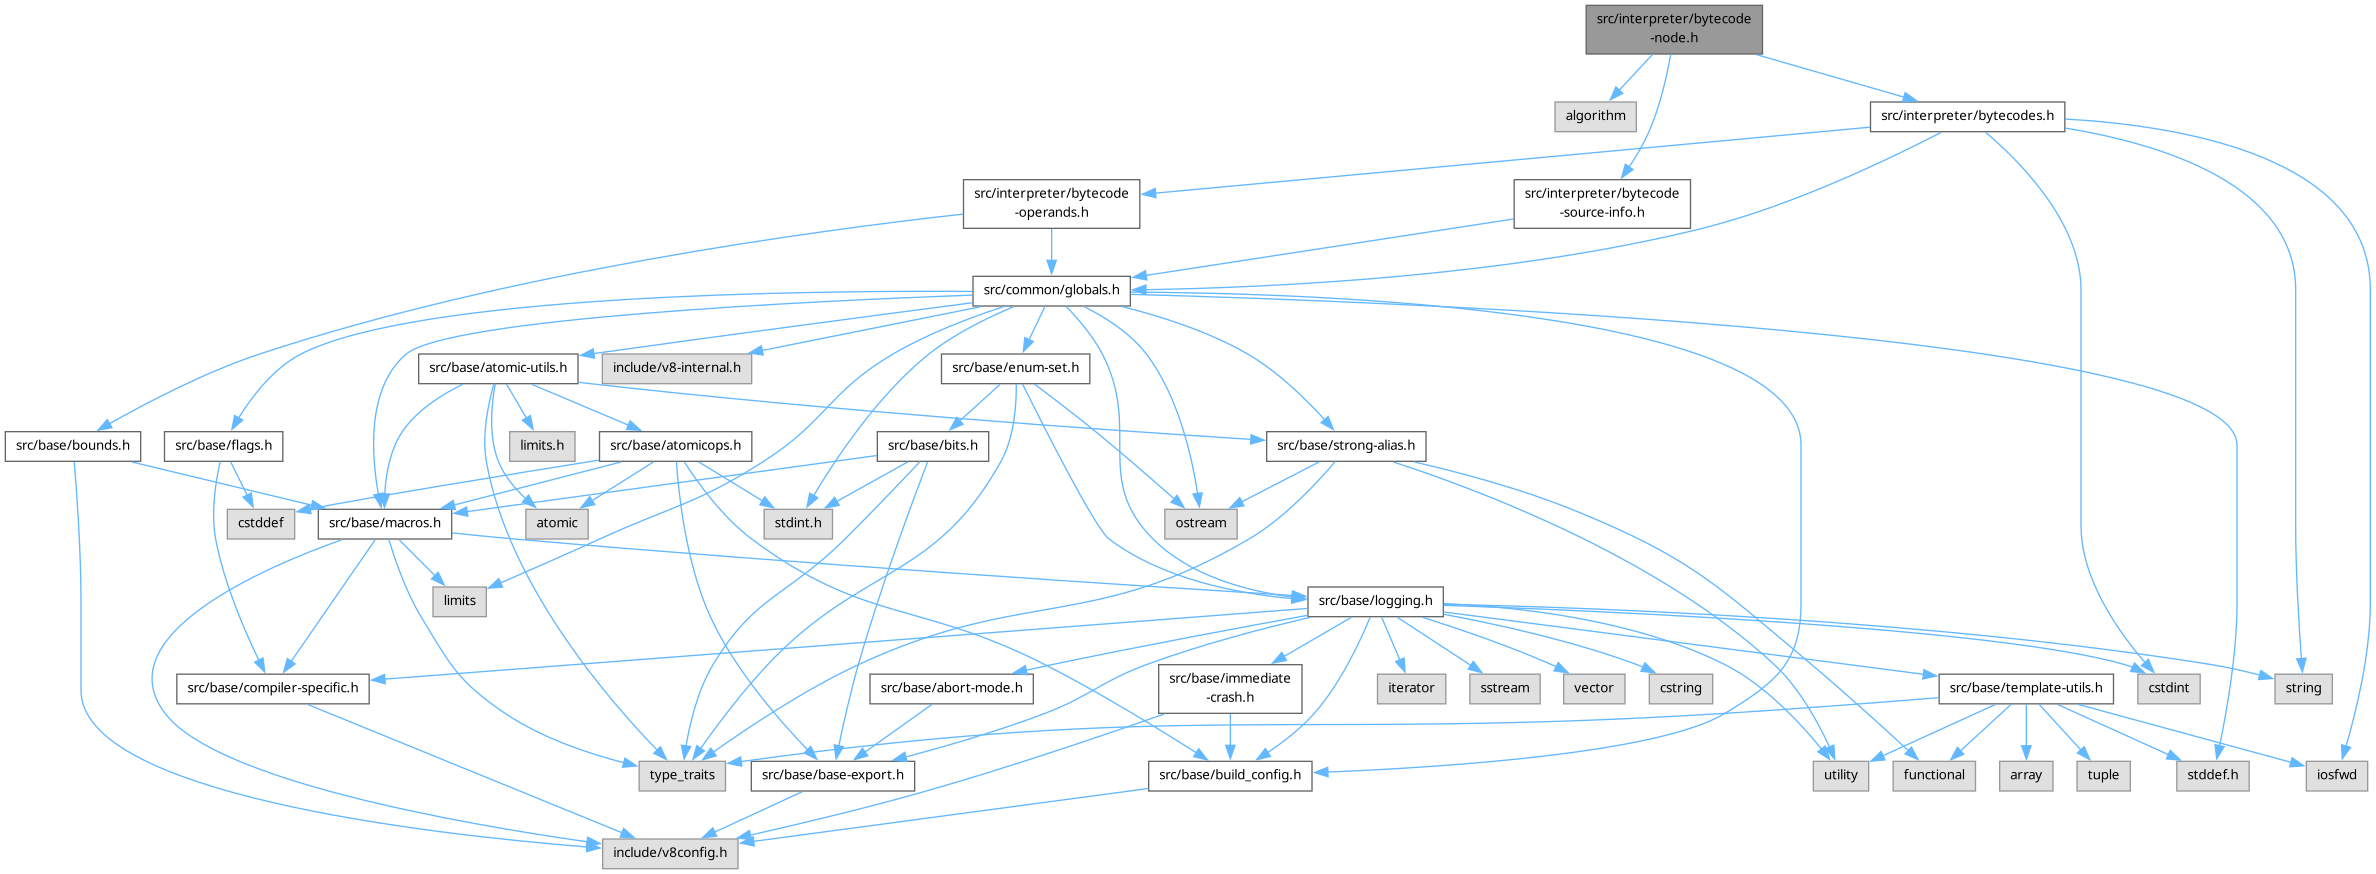 src/interpreter/bytecode
-node.h
algorithm
src/interpreter/bytecodes.h
src/interpreter/bytecode
-operands.h
src/interpreter/bytecode
-source-info.h
src/common/globals.h
src/base/atomic-utils.h
include/v8-internal.h
src/base/enum-set.h
src/base/bounds.h
src/base/flags.h
limits.h
src/base/atomicops.h
src/base/bits.h
src/base/strong-alias.h
cstddef
src/base/macros.h
atomic
stdint.h
ostream
limits
src/base/logging.h
src/base/compiler-specific.h
src/base/abort-mode.h
src/base/immediate
-crash.h
iterator
sstream
vector
cstring
src/base/template-utils.h
cstdint
string
type_traits
src/base/base-export.h
src/base/build_config.h
utility
functional
array
tuple
stddef.h
iosfwd
include/v8config.h